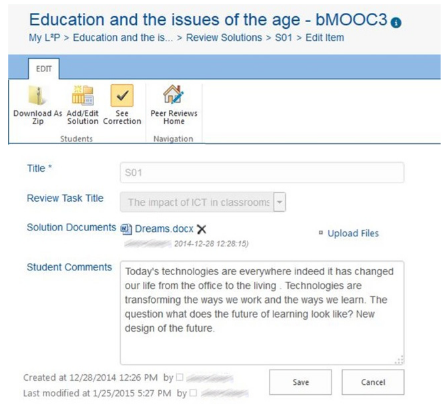 Education and the issues of the age - bMOOC3
My L²P > Education and the is... > Review Solutions > S01 > Edit Item
EDIT
Download As Zip
Add/Edit Solution
See Correction
Peer Reviews Home
Students
Navigation
Title *
S01
Review Task Title
The impact of ICT in classrooms
Solution Documents
Dreams.docx
2014-12-28 12:28:15)
Upload Files
Student Comments
Today's technologies are everywhere indeed it has changed
our life from the office to the living . Technologies are
transforming the ways we work and the ways we learn. The
question what does the future of learning look like? New
design of the future.
Created at 12/28/2014 12:26 PM by
Last modified at 1/25/2015 5:27 PM by
Save
Cancel